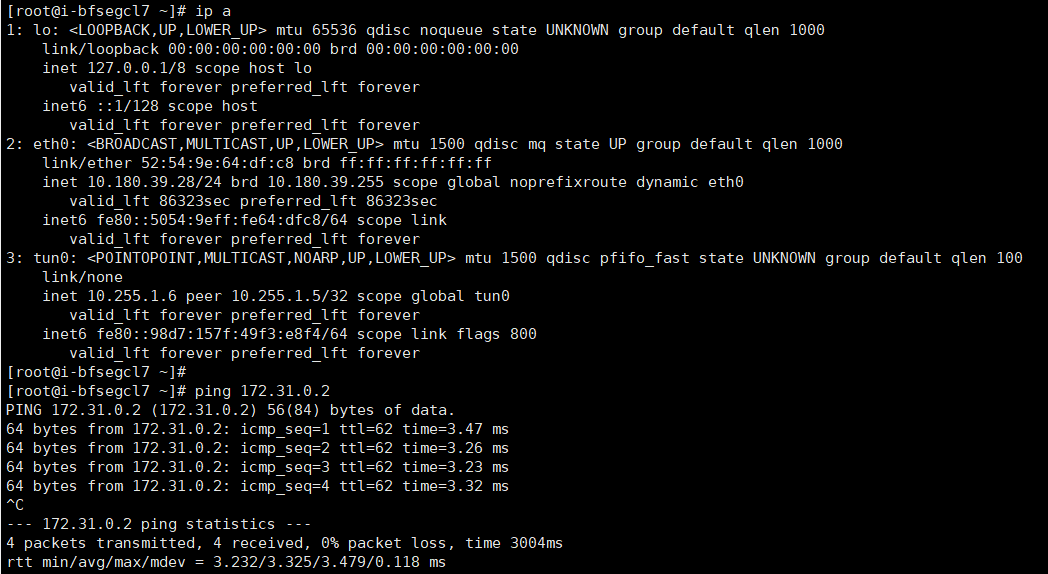 [root@i-bfsegcl7 ~]# ip a
1: lo: <LOOPBACK,UP,LOWER_UP> mtu 65536 qdisc noqueue state UNKNOWN group default qlen 1000
    link/loopback 00:00:00:00:00:00 brd 00:00:00:00:00:00
    inet 127.0.0.1/8 scope host lo
       valid_lft forever preferred_lft forever
    inet6 ::1/128 scope host
       valid_lft forever preferred_lft forever
2: eth0: <BROADCAST,MULTICAST,UP,LOWER_UP> mtu 1500 qdisc mq state UP group default qlen 1000
    link/ether 52:54:9e:64:df:c8 brd ff:ff:ff:ff:ff:ff
    inet 10.180.39.28/24 brd 10.180.39.255 scope global noprefixroute dynamic eth0
       valid_lft 86323sec preferred_lft 86323sec
    inet6 fe80::5054:9eff:fe64:dfc8/64 scope link
       valid_lft forever preferred_lft forever
3: tun0: <POINTOPOINT,MULTICAST,NOARP,UP,LOWER_UP> mtu 1500 qdisc pfifo_fast state UNKNOWN group default qlen 100
    link/none
    inet 10.255.1.6 peer 10.255.1.5/32 scope global tun0
       valid_lft forever preferred_lft forever
    inet6 fe80::98d7:157f:49f3:e8f4/64 scope link flags 800
       valid_lft forever preferred_lft forever
[root@i-bfsegcl7 ~]#
[root@i-bfsegcl7 ~]# ping 172.31.0.2
PING 172.31.0.2 (172.31.0.2) 56(84) bytes of data.
64 bytes from 172.31.0.2: icmp_seq=1 ttl=62 time=3.47 ms
64 bytes from 172.31.0.2: icmp_seq=2 ttl=62 time=3.26 ms
64 bytes from 172.31.0.2: icmp_seq=3 ttl=62 time=3.23 ms
64 bytes from 172.31.0.2: icmp_seq=4 ttl=62 time=3.32 ms
^C
--- 172.31.0.2 ping statistics ---
4 packets transmitted, 4 received, 0% packet loss, time 3004ms
rtt min/avg/max/mdev = 3.232/3.325/3.479/0.118 ms